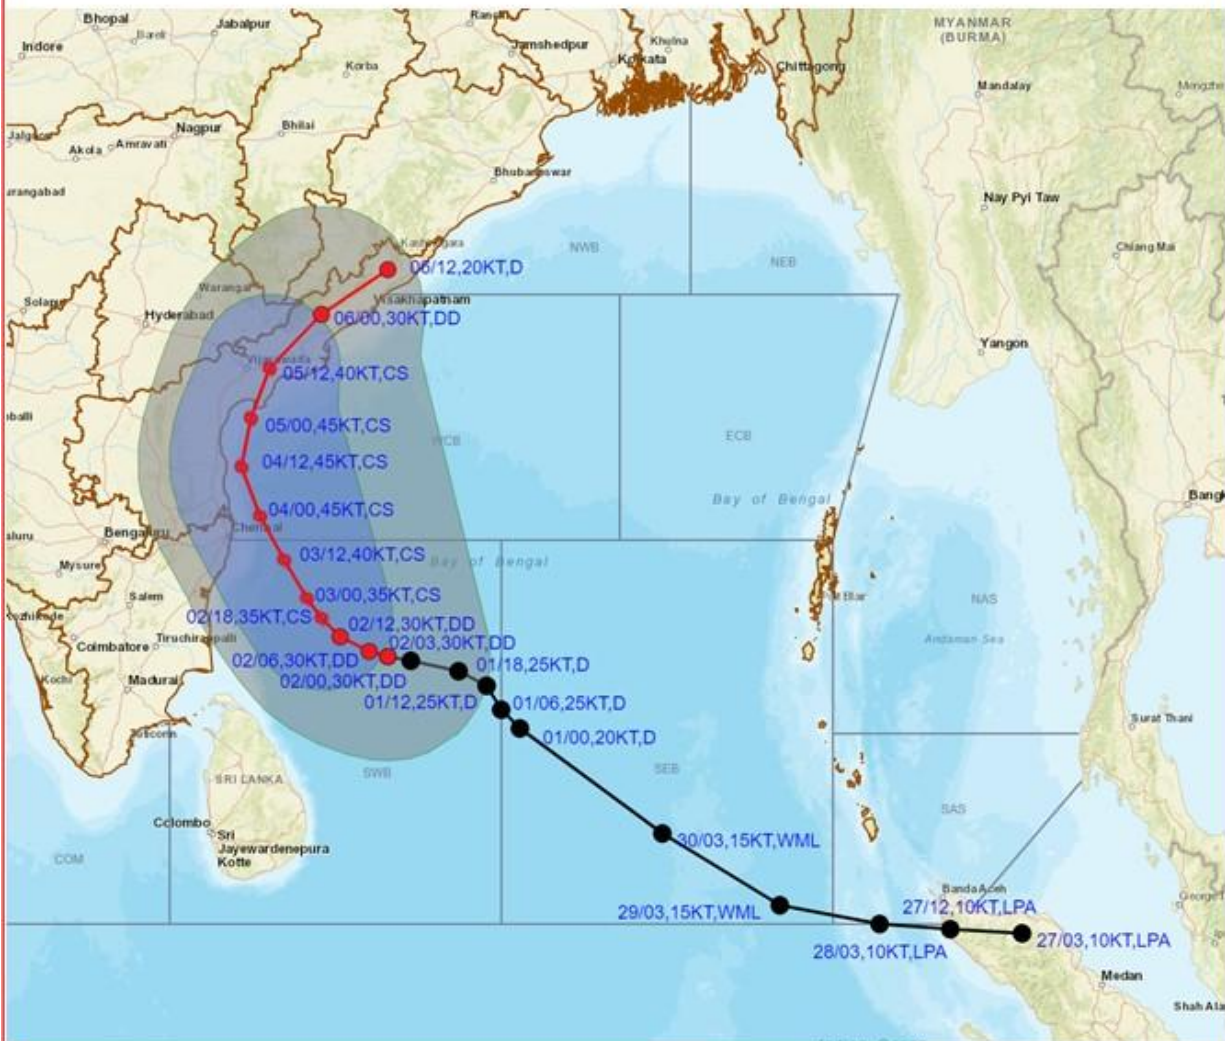 Bhopal
Jabalpur
Indore
Jamshedpur
Khulna
Kolkata
Chittagong
MYANMAR
(BURMA)
Mandalay
Korba
Bhilai
Nagpur
Akola
Amravati
Bhubaneswar
Nay Pyi Taw
Chiang Mai
NWB
NEB
06/12,20KT,D
Warangal
Visakhapatnam
Hyderabad
06/00,30KT,DD
Yangon
05/12,40KT,CS
05/00,45KT,CS
WCB
ECB
04/12,45KT,CS
Bay of Bengal
04/00,45KT,CS
Chennai
Bengaluru
03/12,40KT,CS
Bay of Bengal
Mysuru
Salem
03/00,35KT,CS
02/18,35KT,CS
02/12,30KT,DD
NAS
Andaman Sea
Coimbatore
Tiruchirappalli
02/03,30KT,DD
02/06,30KT,DD
01/18,25KT,D
Kochi
Madurai
02/00,30KT,DD
01/12,25KT,D
01/06,25KT,D
01/00,20KT,D
Surat Thani
Tuticorin
SWB
SEB
SRI LANKA
SAS
Colombo
Sri
Jayewardenepura
Kotte
COM
30/03,15KT,WML
Banda Aceh
29/03,15KT,WML
27/12,10KT,LPA
28/03,10KT,LPA
27/03,10KT,LPA
Medan